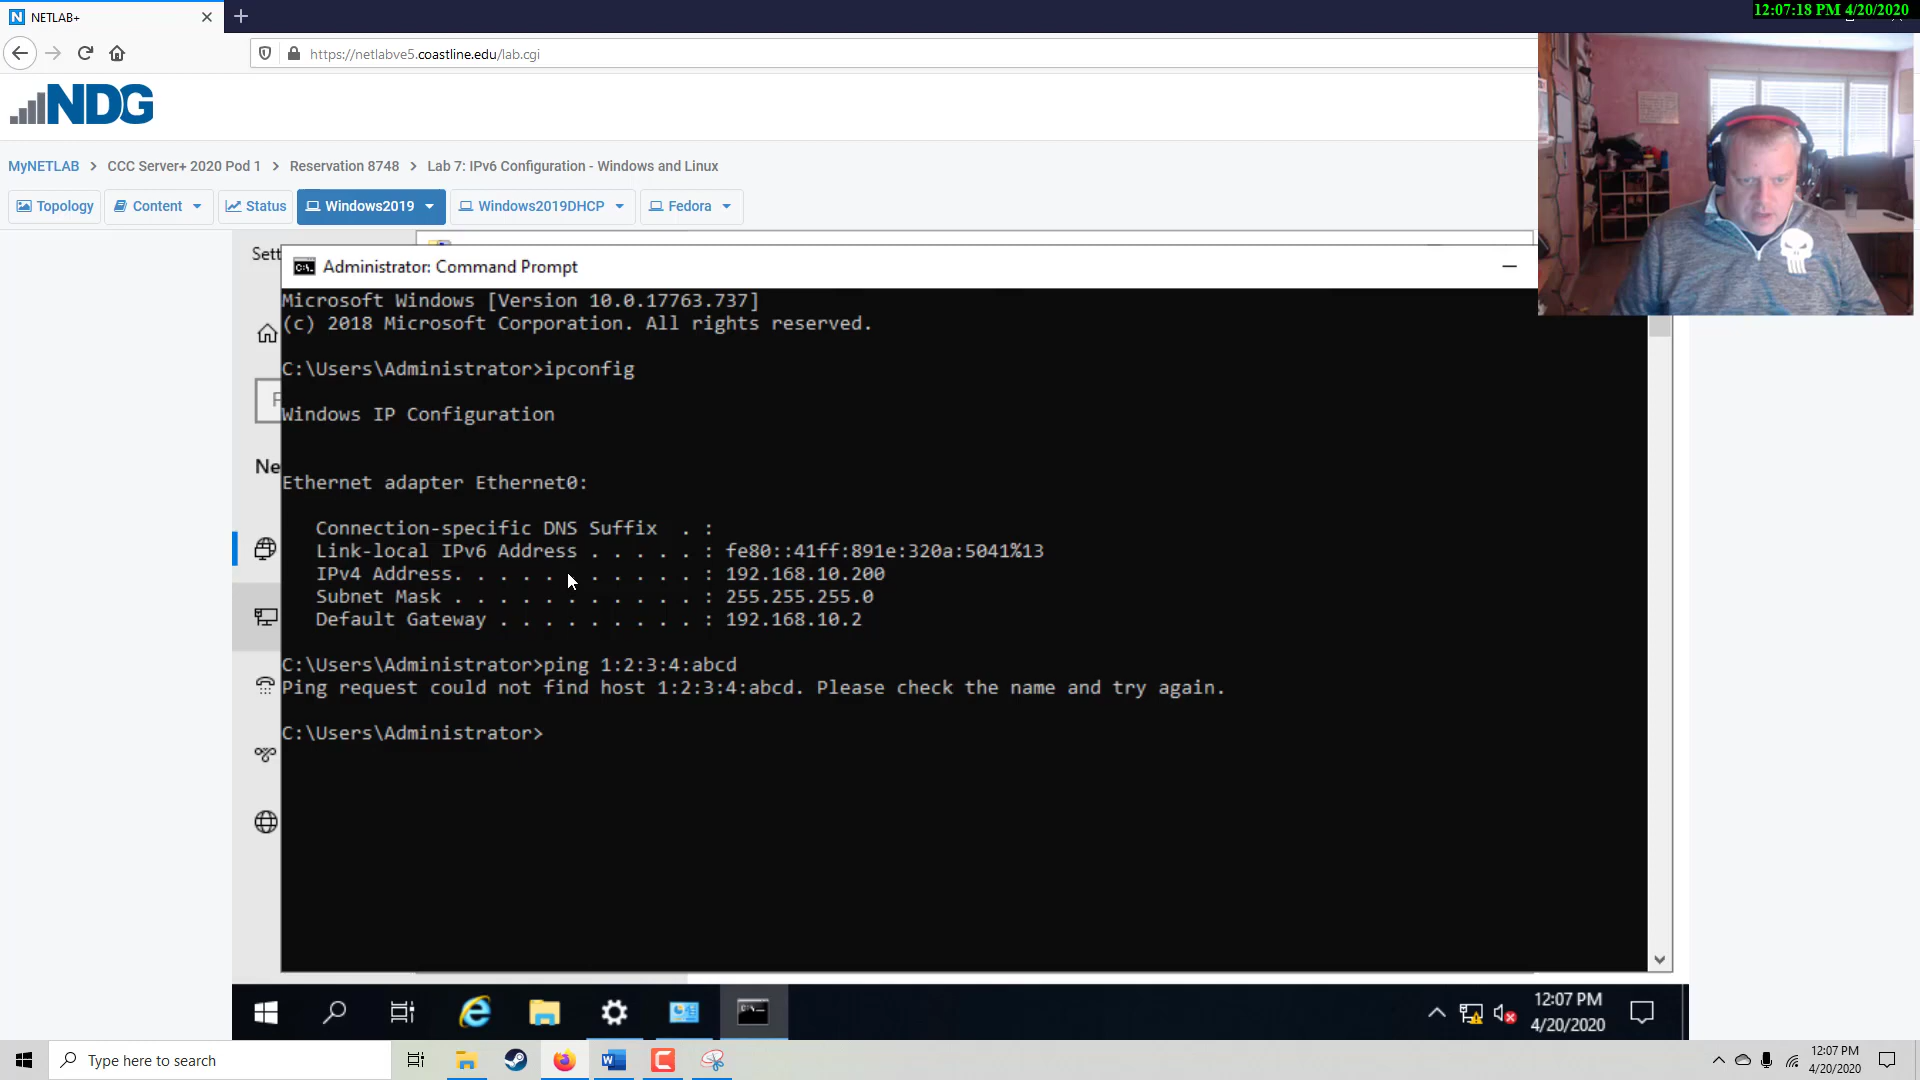 NETLAB+
12:07:18 PM 4/20/2020
https://netlabve5.coastline.edu/lab.cgi
NDG
MyNETLAB > CCC Server+ 2020 Pod 1 > Reservation 8748 > Lab 7: IPv6 Configuration - Windows and Linux
Topology Content Status Windows2019 Windows2019DHCP Fedora
Sett
Administrator: Command Prompt
Microsoft Windows [Version 10.0.17763.737]
(c) 2018 Microsoft Corporation. All rights reserved.
C:\Users\Administrator>ipconfig
F
Windows IP Configuration
Ne
Ethernet adapter Ethernet0:
Connection-specific DNS Suffix  . :
Link-local IPv6 Address . . . . . : fe80::41ff:891e:320a:5041%13
IPv4 Address. . . . . . . . . . . : 192.168.10.200
Subnet Mask . . . . . . . . . . . : 255.255.255.0
Default Gateway . . . . . . . . . : 192.168.10.2
C:\Users\Administrator>ping 1:2:3:4:abcd
Ping request could not find host 1:2:3:4:abcd. Please check the name and try again.
C:\Users\Administrator>
12:07 PM
4/20/2020
Type here to search
12:07 PM
4/20/2020